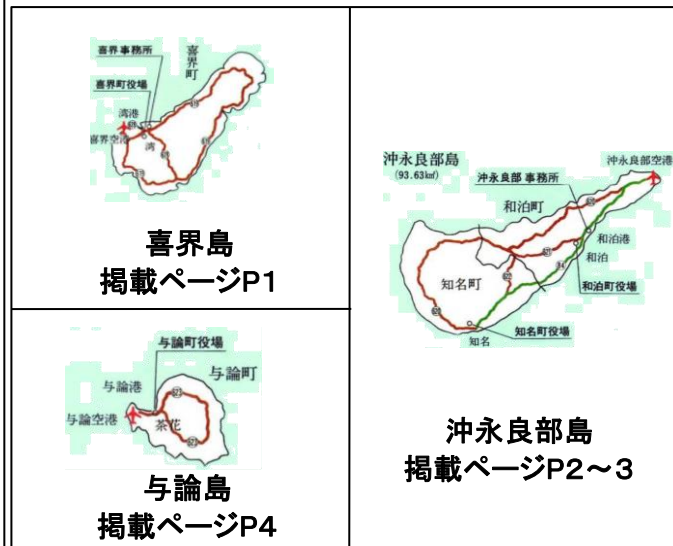 喜界事務所
喜界町
喜界町役場
湾港
喜界空港
湾
喜界島
掲載ページP1
与論町役場
与論町
与論港
与論空港
茶花
与論島
掲載ページP4
沖永良部島
(93.63㎢)
沖永良部空港
沖永良部事務所
和泊町
和泊港
和泊
知名町
和泊町役場
知名町役場
知名
沖永良部島
掲載ページP2~3